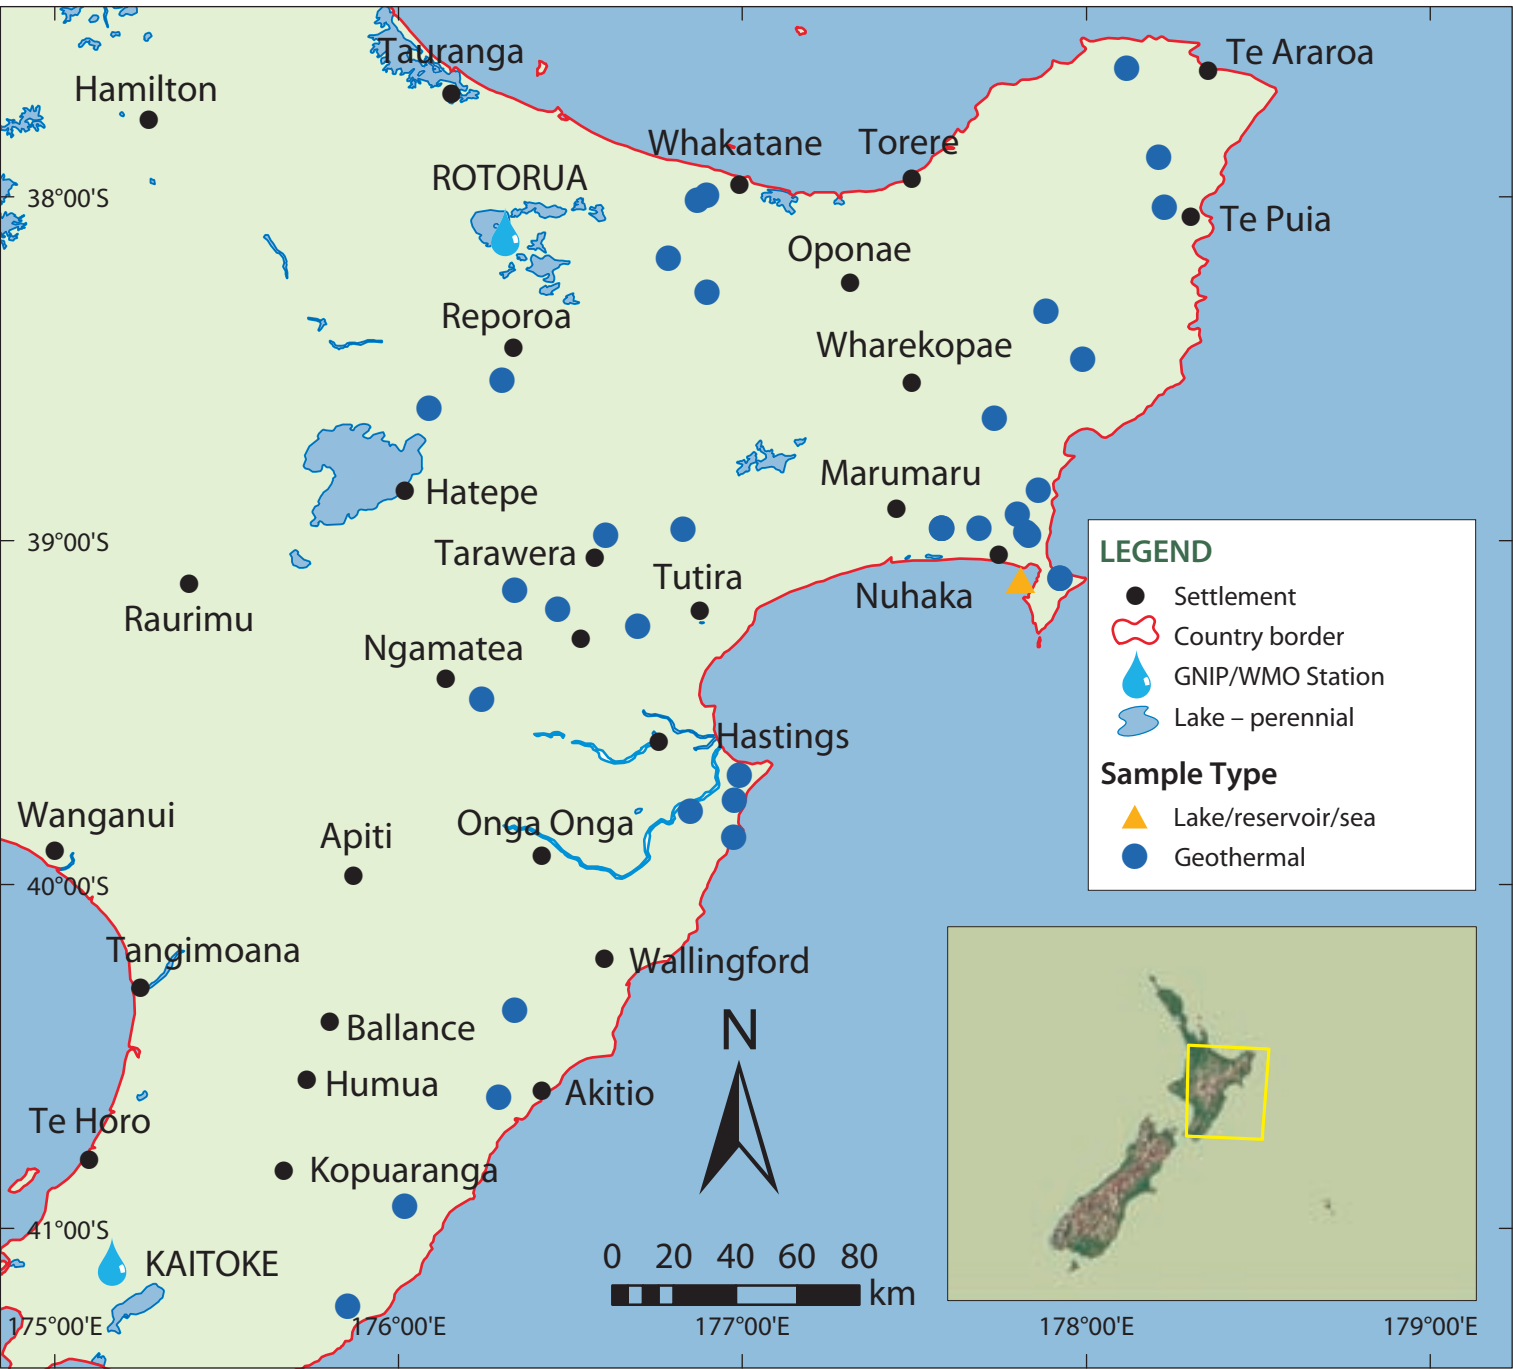 Tauranga
Te Araroa
Hamilton
Whakatane
Torere
ROTORUA
38°00'S
Te Puia
Oponae
Reporoa
Wharekopae
Marumaru
Hatepe
39°00'S
Tarawera
Tutira
Nuhaka
Raurimu
Ngamatea
Hastings
LEGEND
Settlement
Country border
GNIP/WMO Station
Lake – perennial
Sample Type
Lake/reservoir/sea
Geothermal
Wanganui
Apiti
Onga Onga
40°00'S
Tangimoana
Wallingford
Ballance
Humua
Akitio
Te Horo
Kopuaranga
N
41°00'S
KAITOKE
0 20 40 60 80
km
175°00'E 176°00'E 177°00'E 178°00'E 179°00'E